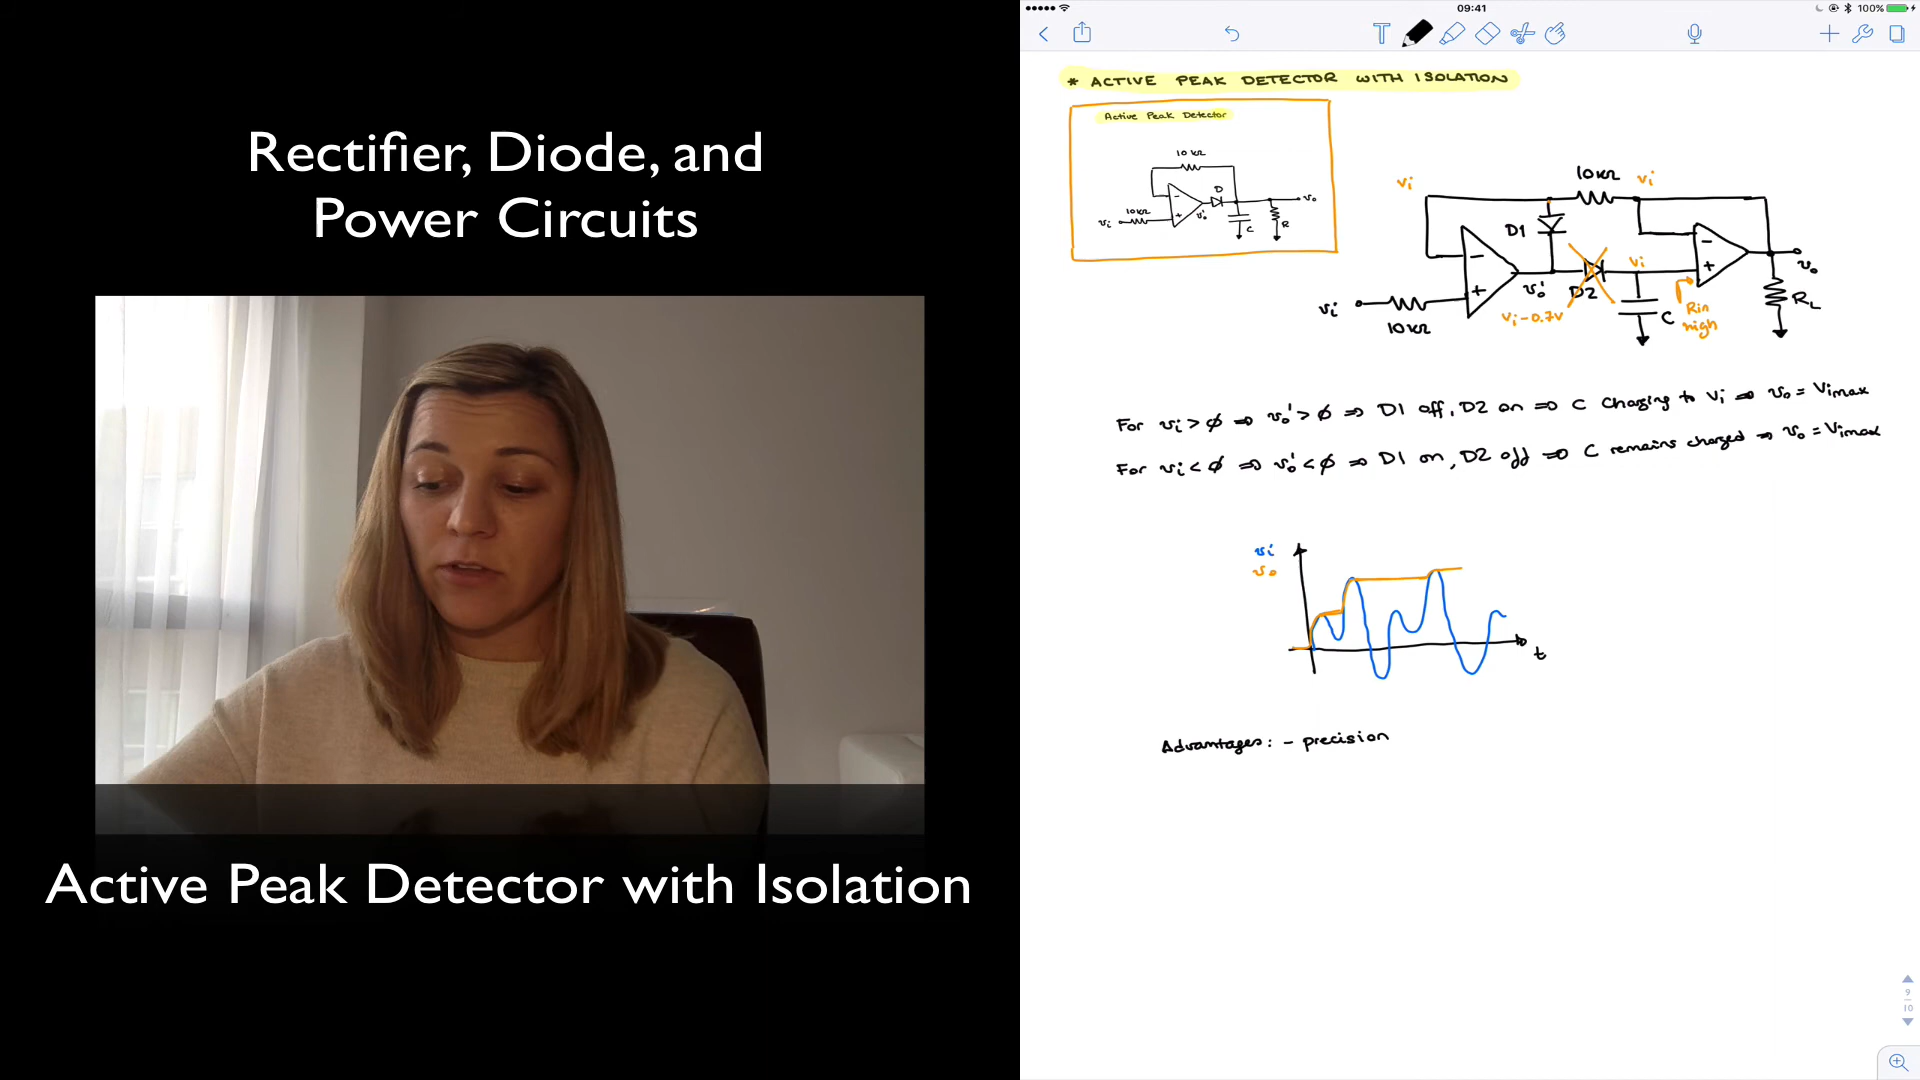 Rectifier, Diode, and
Power Circuits
Active Peak Detector with Isolation
09:41
100%
T
* ACTIVE PEAK DETECTOR WITH ISOLATION
Active Peak Detector
10kΩ
D
vo
10kΩ
vi
vo'
C
R
-
+
vi
10kΩ
vi
D1
vi
-
+
vo'
D2
vi
vo
vi
10kΩ
vi-0.7V
C
Rin
high
RL
-
+
For vi>∅ ⇒ vo'>∅ ⇒ D1 off, D2 on ⇒ C charging to Vi ⇒ vo = Vimax
For vi<∅ ⇒ vo'<∅ ⇒ D1 on, D2 off ⇒ C remains charged ⇒ vo = Vimax
vi
vo
t
Advantages: - precision
9
10